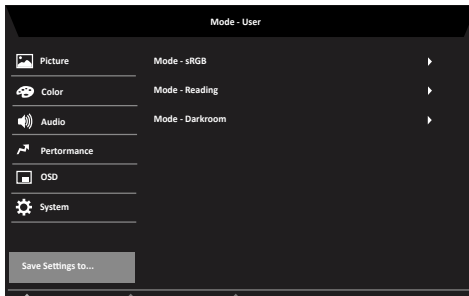 Mode - User
Picture
Mode - sRGB
Color
Mode - Reading
Audio
Mode - Darkroom
Pertormance
OSD
System
Save Settings to...